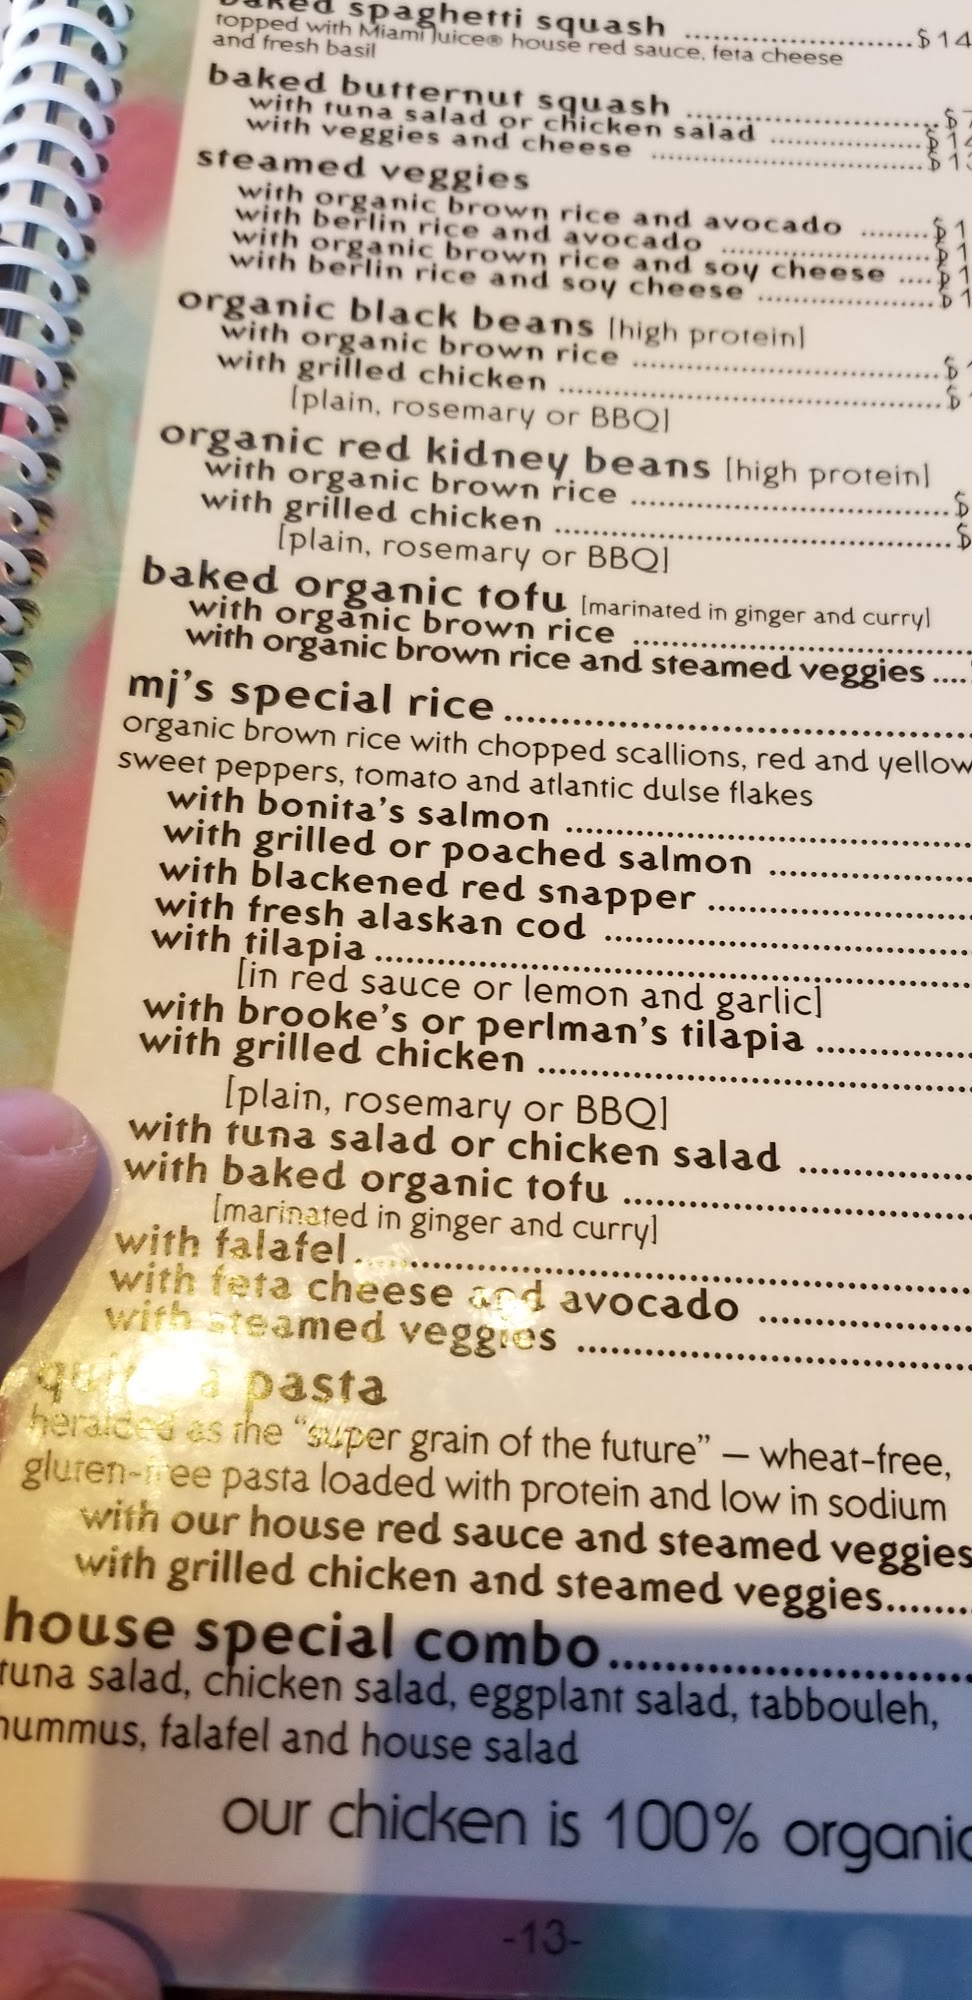 baked spaghetti squash ........................$14
topped with Miami Juice® house red sauce, feta cheese
and fresh basil
baked butternut squash ..........................$
with tuna salad or chicken salad .................$1
with veggies and cheese ............................$1
steamed veggies
with organic brown rice and avocado ........$1
with berlin rice and avocado .....................$1
with organic brown rice and soy cheese ....$1
with berlin rice and soy cheese ..................$1
organic black beans [high protein]
with organic brown rice ................................$
with grilled chicken .......................................$
[plain, rosemary or BBQ]
organic red kidney beans [high protein]
with organic brown rice ................................$
with grilled chicken .......................................$
[plain, rosemary or BBQ]
baked organic tofu [marinated in ginger and curry]
with organic brown rice ..................................
with organic brown rice and steamed veggies ....
mj's special rice ................................................
organic brown rice with chopped scallions, red and yellow
sweet peppers, tomato and atlantic dulse flakes
with bonita's salmon .......................................
with grilled or poached salmon ......................
with blackened red snapper ...........................
with fresh alaskan cod .....................................
with tilapia ........................................................
[in red sauce or lemon and garlic]
with brooke's or perlman's tilapia ................
with grilled chicken ..........................................
[plain, rosemary or BBQ]
with tuna salad or chicken salad .................
with baked organic tofu ..................................
[marinated in ginger and curry]
with falafel ........................................................
with feta cheese and avocado .....................
with steamed veggies ......................................
quinoa pasta
heralded as the "super grain of the future" – wheat-free,
gluten-free pasta loaded with protein and low in sodium
with our house red sauce and steamed veggies
with grilled chicken and steamed veggies.......
house special combo ....................................
tuna salad, chicken salad, eggplant salad, tabbouleh,
hummus, falafel and house salad
our chicken is 100% organic
-13-